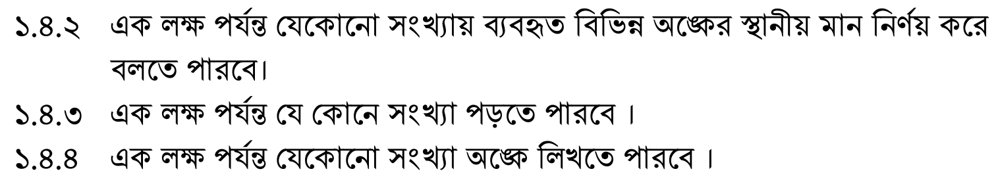 ১.৪.২ এক লক্ষ পর্যন্ত যেকোনো সংখ্যায় ব্যবহৃত বিভিন্ন অঙ্কের স্থানীয় মান নির্ণয় করে
বলতে পারবে।
১.৪.৩ এক লক্ষ পর্যন্ত যে কোনে সংখ্যা পড়তে পারবে ।
১.৪.৪ এক লক্ষ পর্যন্ত যেকোনো সংখ্যা অঙ্কে লিখতে পারবে ।